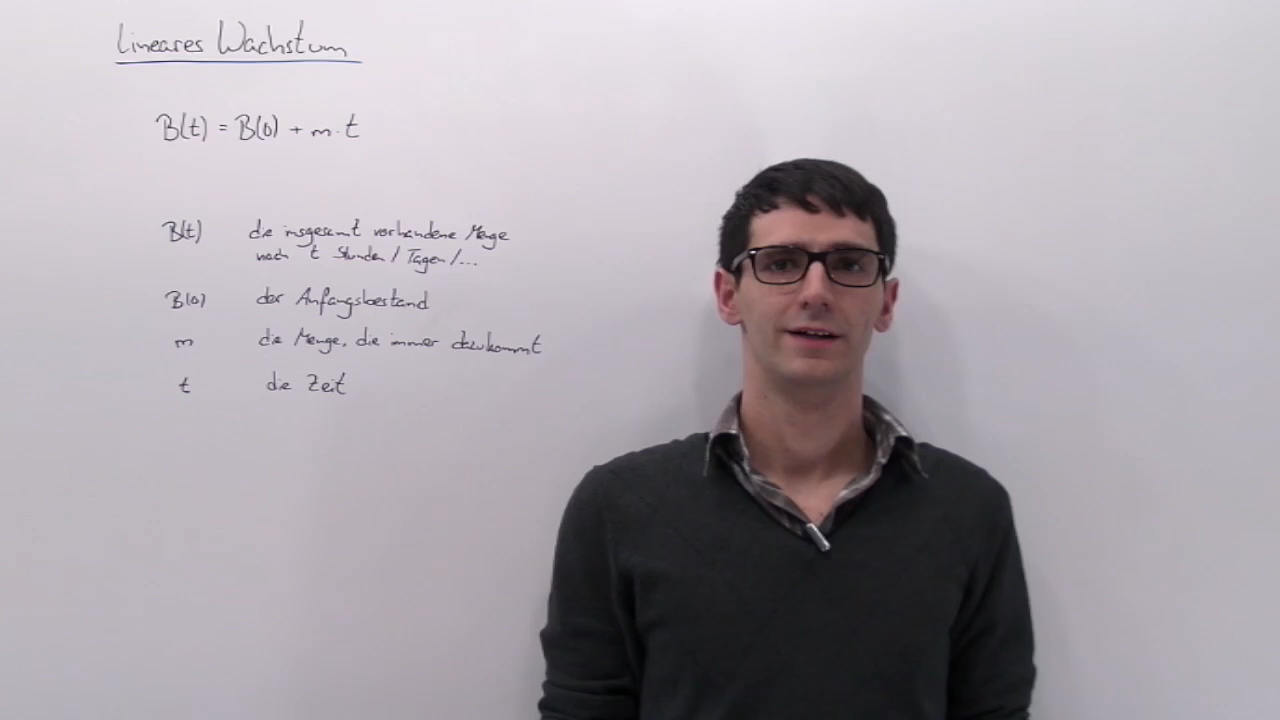 Lineares Wachstum
B(t) = B(0) + m · t
B(t) die insgesamt vorhandene Menge
nach t Stunden / Tagen / ...
B(0) der Anfangsbestand
m die Menge, die immer dazukommt
t die Zeit